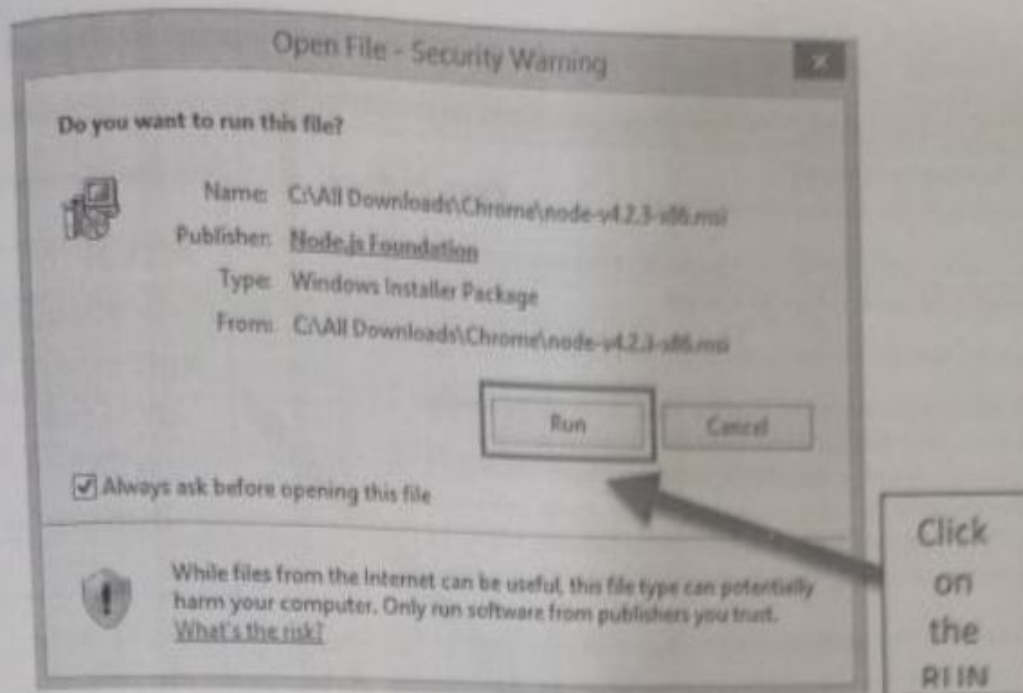 Open File - Security Warning
Do you want to run this file?
Name: C:\All Downloads\Chrome\node-v4.2.3-x86.msi
Publisher: Node.js Foundation
Type: Windows Installer Package
From: C:\All Downloads\Chrome\node-v4.2.3-x86.msi
Run Cancel
Always ask before opening this file
While files from the Internet can be useful, this file type can potentially
harm your computer. Only run software from publishers you trust.
What's the risk?
Click
on
the
RUN